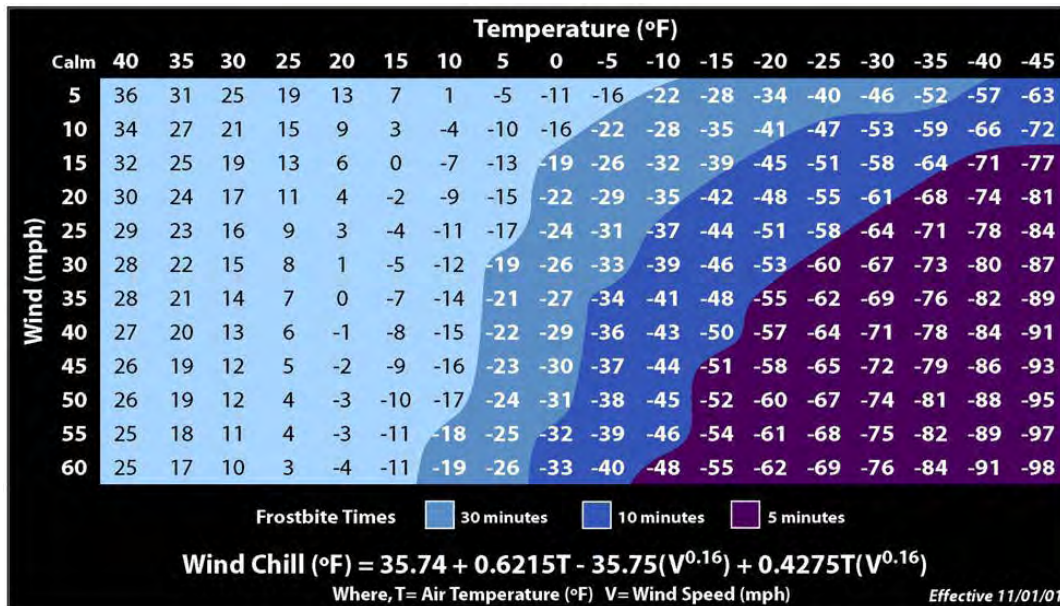 Temperature (ºF)
Calm 40 35 30 25 20 15 10 5 0 -5 -10 -15 -20 -25 -30 -35 -40 -45
5 36 31 25 19 13 7 1 -5 -11 -16 -22 -28 -34 -40 -46 -52 -57 -63
10 34 27 21 15 9 3 -4 -10 -16 -22 -28 -35 -41 -47 -53 -59 -66 -72
15 32 25 19 13 6 0 -7 -13 -19 -26 -32 -39 -45 -51 -58 -64 -71 -77
20 30 24 17 11 4 -2 -9 -15 -22 -29 -35 -42 -48 -55 -61 -68 -74 -81
25 29 23 16 9 3 -4 -11 -17 -24 -31 -37 -44 -51 -58 -64 -71 -78 -84
30 28 22 15 8 1 -5 -12 -19 -26 -33 -39 -46 -53 -60 -67 -73 -80 -87
35 28 21 14 7 0 -7 -14 -21 -27 -34 -41 -48 -55 -62 -69 -76 -82 -89
40 27 20 13 6 -1 -8 -15 -22 -29 -36 -43 -50 -57 -64 -71 -78 -84 -91
45 26 19 12 5 -2 -9 -16 -23 -30 -37 -44 -51 -58 -65 -72 -79 -86 -93
50 26 19 12 4 -3 -10 -17 -24 -31 -38 -45 -52 -60 -67 -74 -81 -88 -95
55 25 18 11 4 -3 -11 -18 -25 -32 -39 -46 -54 -61 -68 -75 -82 -89 -97
60 25 17 10 3 -4 -11 -19 -26 -33 -40 -48 -55 -62 -69 -76 -84 -91 -98
Wind (mph)
Frostbite Times 30 minutes 10 minutes 5 minutes
Wind Chill (ºF) = 35.74 + 0.6215T - 35.75(V^0.16) + 0.4275T(V^0.16)
Where, T= Air Temperature (ºF) V= Wind Speed (mph) Effective 11/01/01